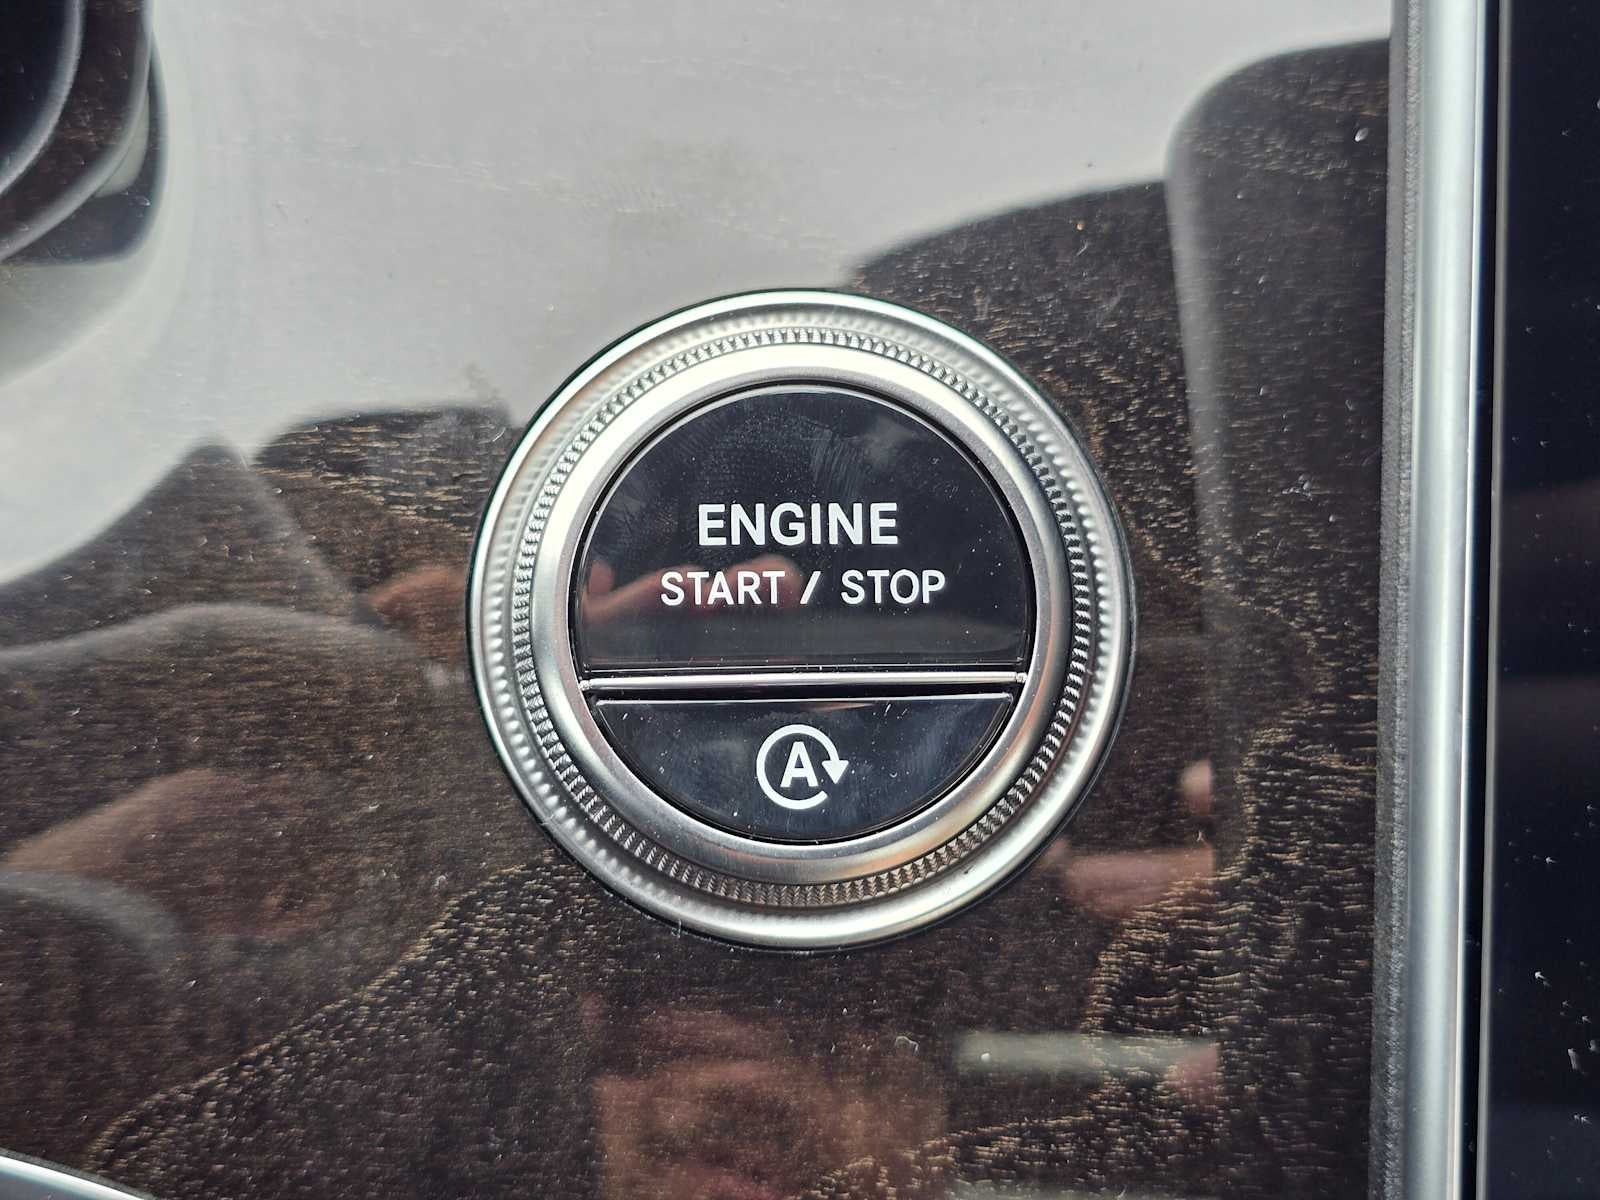 ENGINE
START / STOP
A